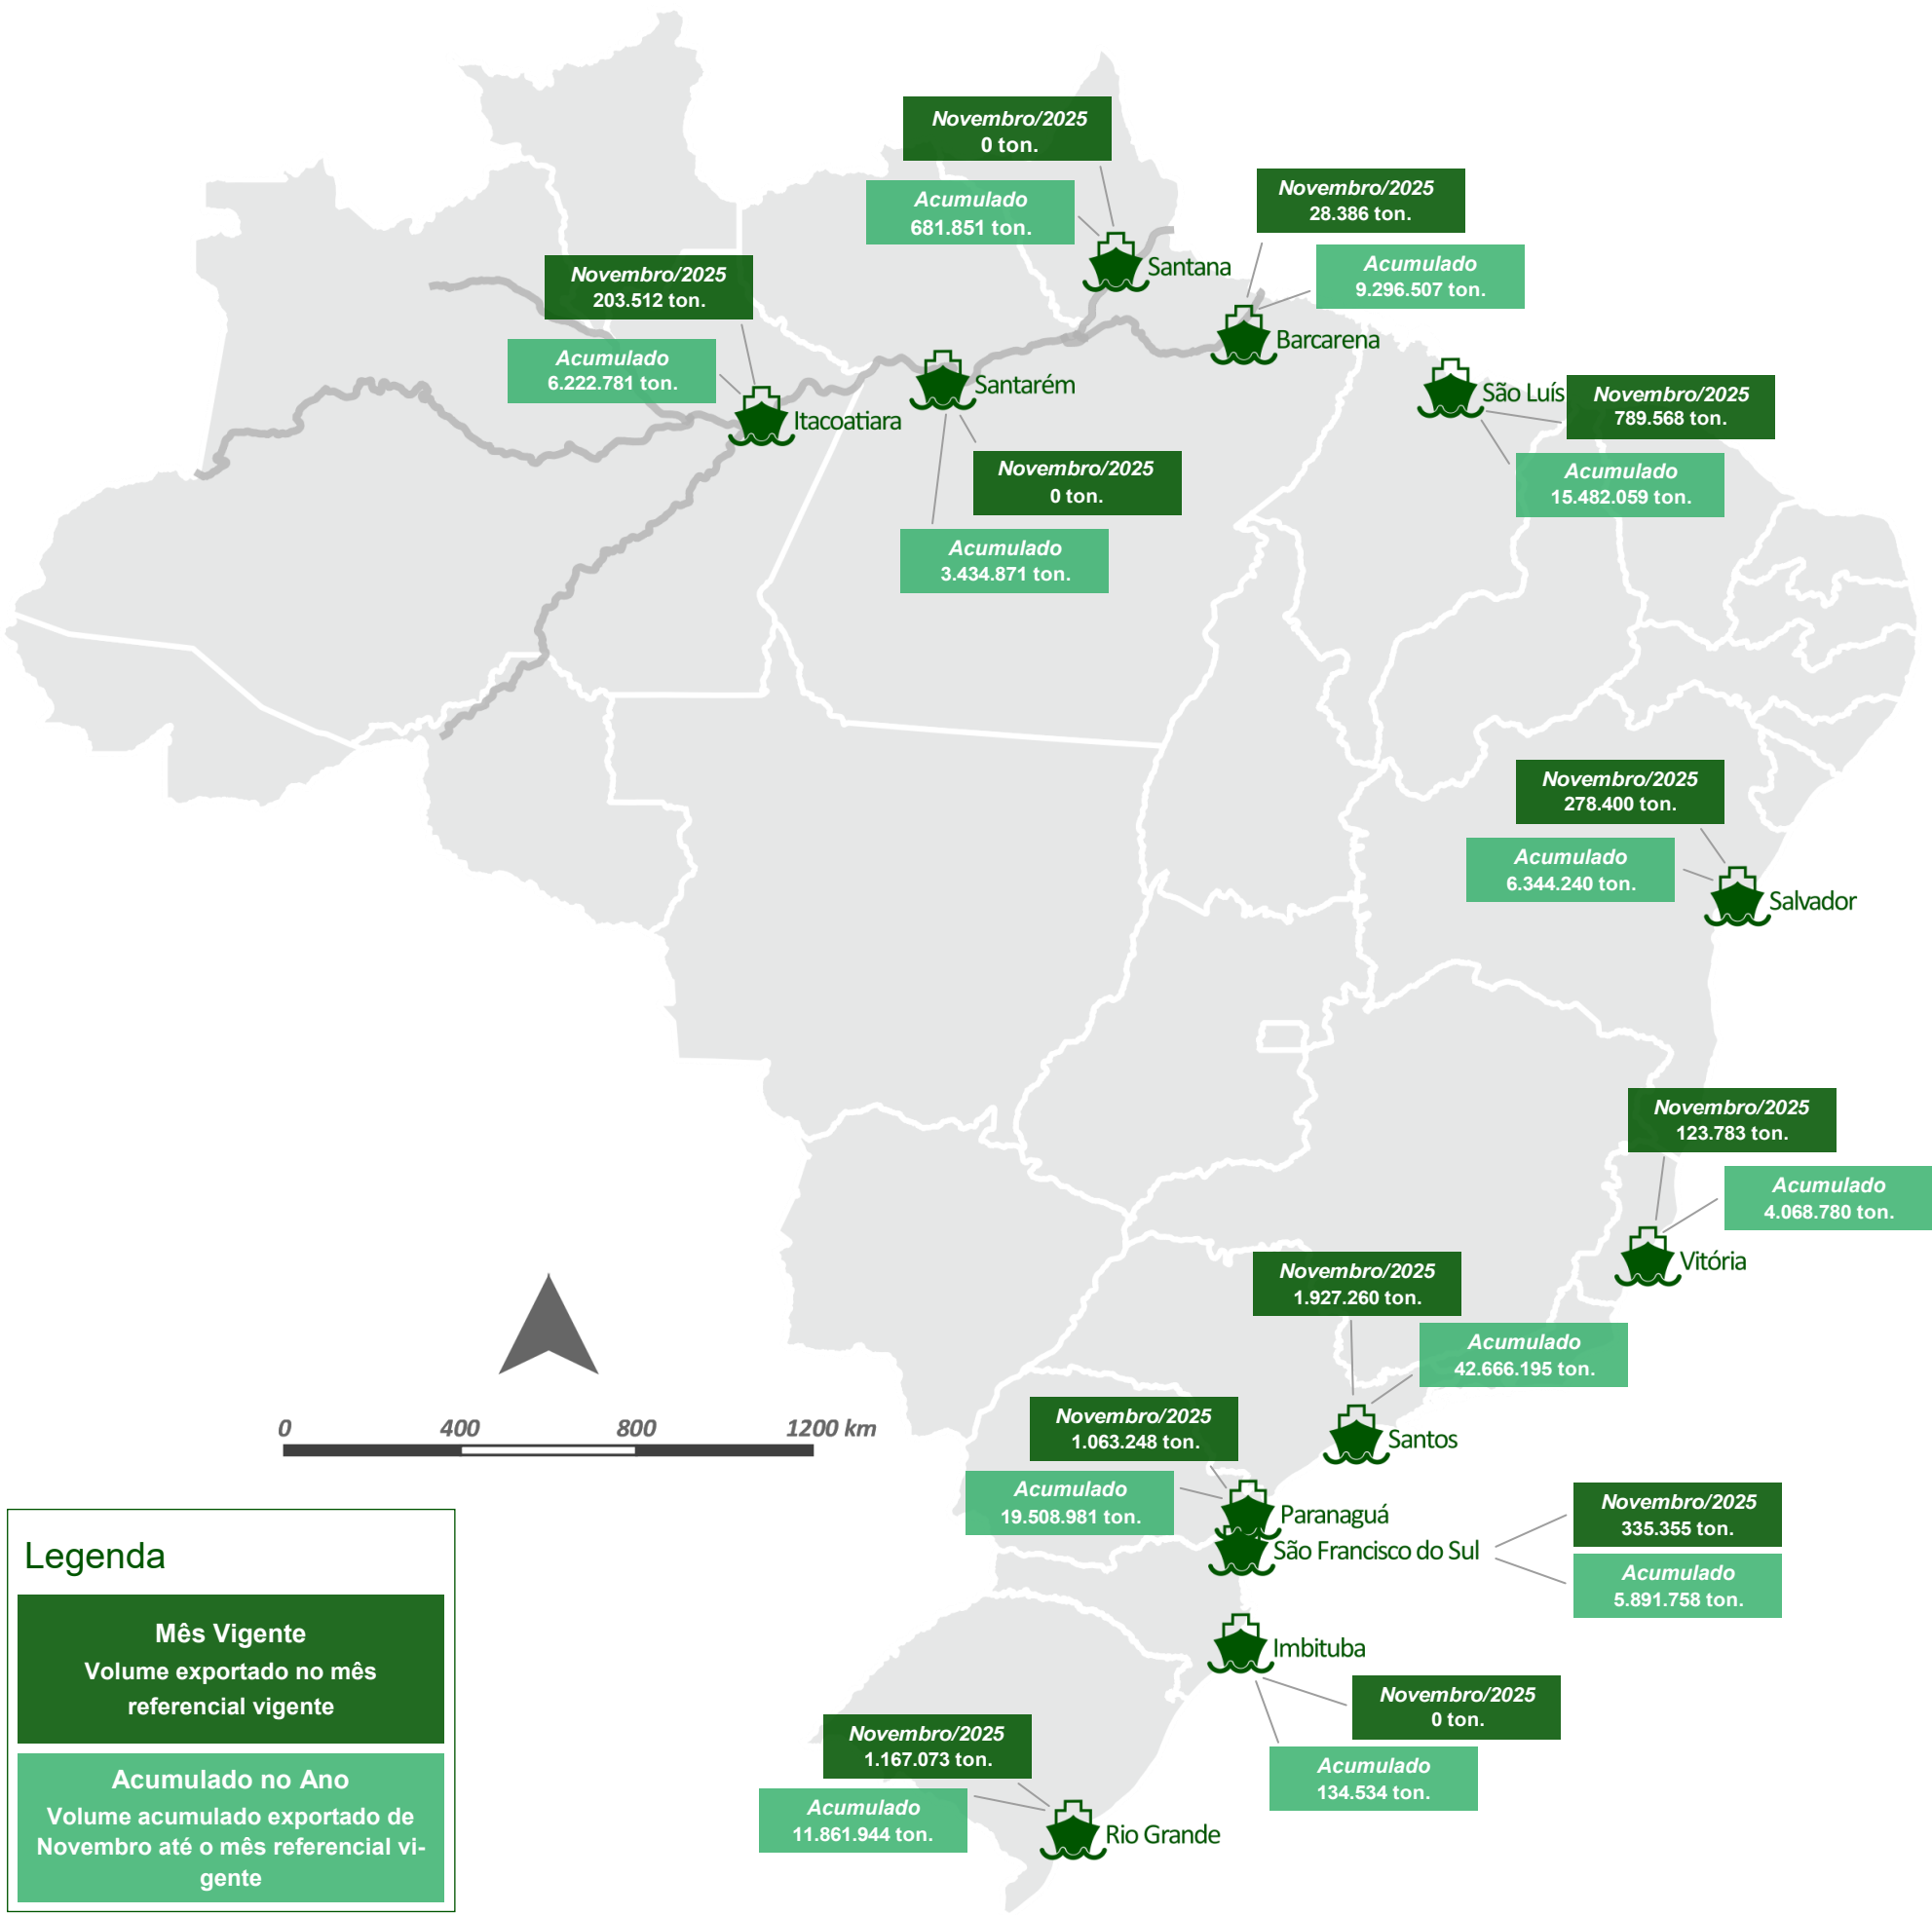 Novembro/2025
0 ton.
Acumulado
681.851 ton.
Santana
Novembro/2025
28.386 ton.
Acumulado
9.296.507 ton.
Barcarena
Novembro/2025
203.512 ton.
Acumulado
6.222.781 ton.
Itacoatiara
Santarém
Novembro/2025
0 ton.
Acumulado
3.434.871 ton.
São Luís
Novembro/2025
789.568 ton.
Acumulado
15.482.059 ton.
Novembro/2025
278.400 ton.
Acumulado
6.344.240 ton.
Salvador
Novembro/2025
123.783 ton.
Acumulado
4.068.780 ton.
Vitória
Novembro/2025
1.927.260 ton.
Acumulado
42.666.195 ton.
Santos
Novembro/2025
1.063.248 ton.
Acumulado
19.508.981 ton.
Paranaguá
São Francisco do Sul
Novembro/2025
335.355 ton.
Acumulado
5.891.758 ton.
Imbituba
Novembro/2025
0 ton.
Acumulado
134.534 ton.
Novembro/2025
1.167.073 ton.
Acumulado
11.861.944 ton.
Rio Grande
0 400 800 1200 km
Legenda
Mês Vigente
Volume exportado no mês
referencial vigente
Acumulado no Ano
Volume acumulado exportado de
Novembro até o mês referencial vi-
gente